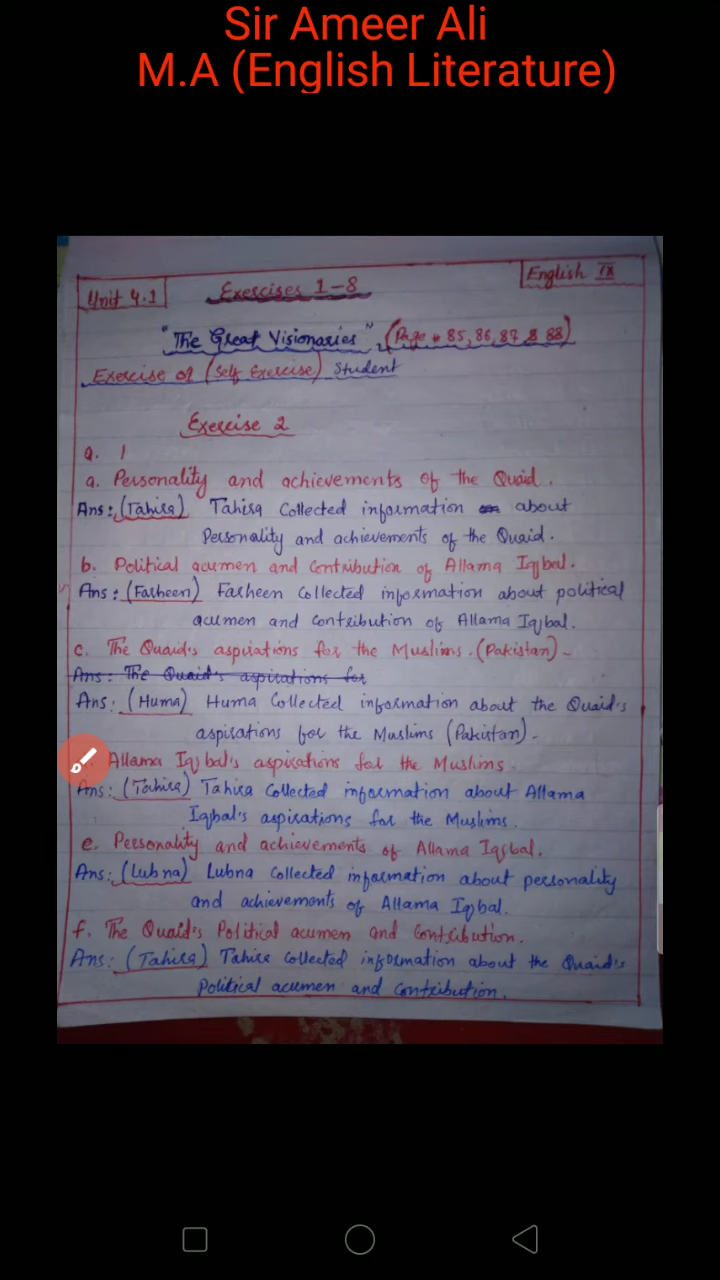 Sir Ameer Ali
M.A (English Literature)
Unit 4.1
Exercises 1-8
English IX
"The Great Visionaries" (Page # 85, 86, 87 & 88)
Exercise 01 (Self Exercise) Student
Exercise 2
Q. 1
a. Personality and achievements of the Quaid.
Ans: (Tahira) Tahira Collected information about
Personality and achievements of the Quaid.
b. Political acumen and Contribution of Allama Iqbal.
Ans: (Farheen) Farheen Collected information about political
acumen and contribution of Allama Iqbal.
c. The Quaid's aspirations for the Muslims. (Pakistan)-
Ans: The Quaid's aspirations for
Ans: (Huma) Huma Collected information about the Quaid's
aspirations for the Muslims (Pakistan)-
Allama Iqbal's aspirations for the Muslims.
Ans: (Tahira) Tahira Collected information about Allama
Iqbal's aspirations for the Muslims.
e. Personality and achievements of Allama Iqbal.
Ans: (Lubna) Lubna Collected information about personality
and achievements of Allama Iqbal.
f. The Quaid's Political acumen and Contribution.
Ans: (Tahira) Tahira Collected information about the Quaid's
Political acumen and Contribution.